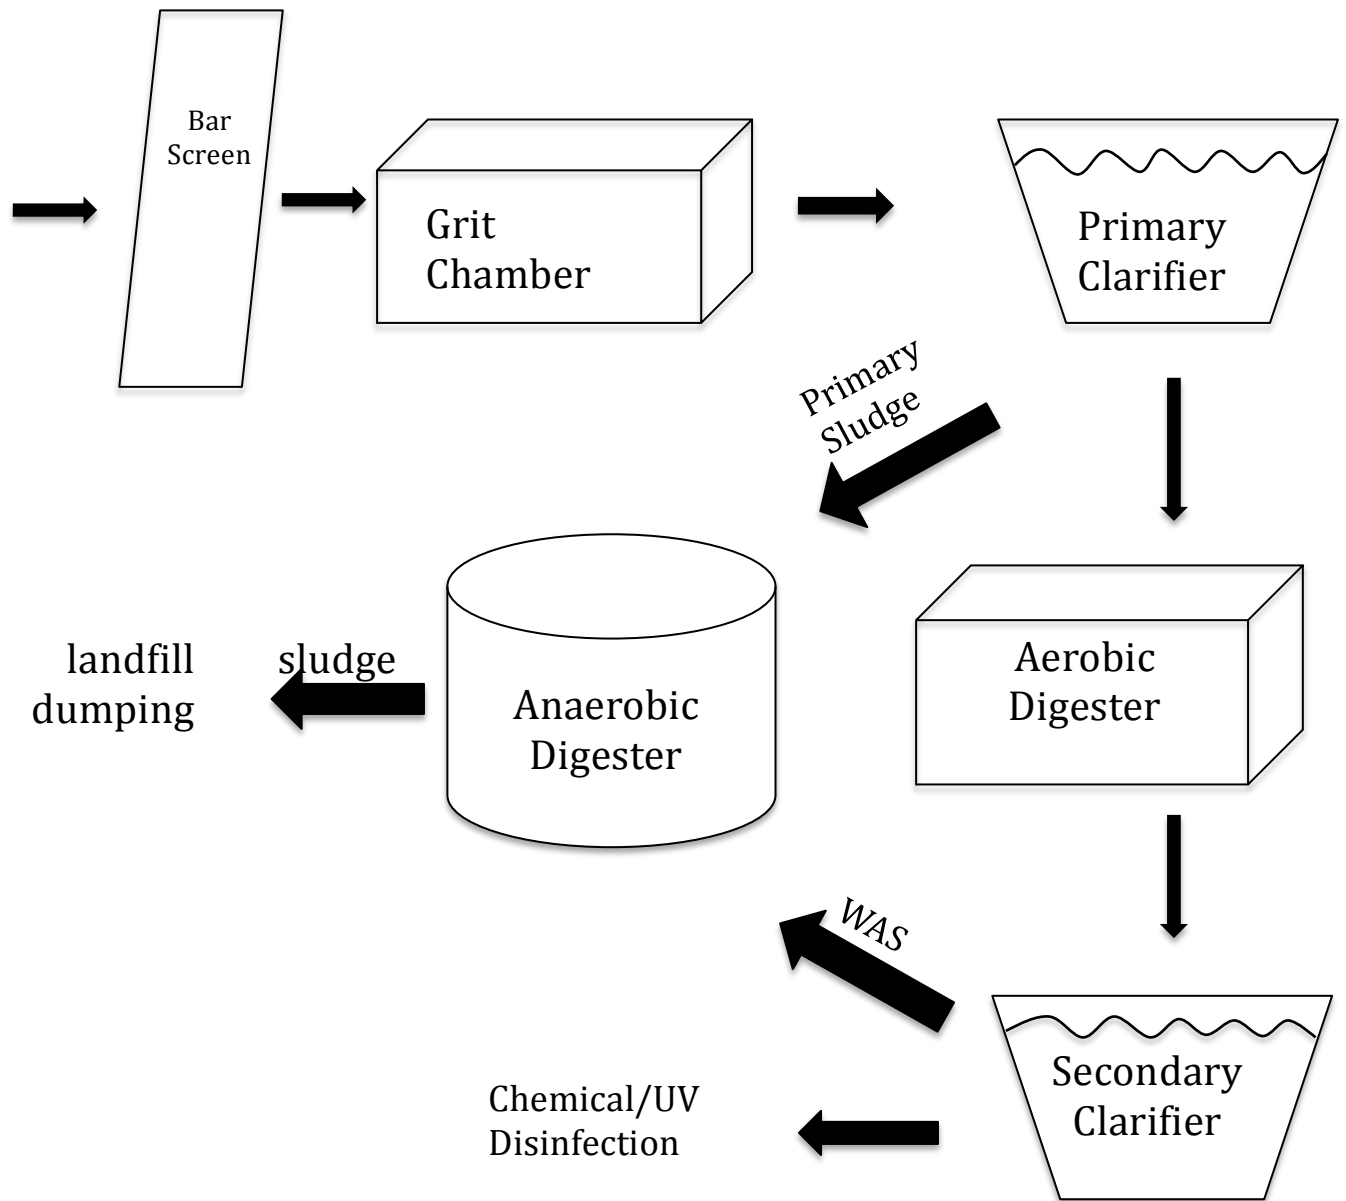 Bar
Screen
Grit
Chamber
Primary
Clarifier
Primary
Sludge
landfill
dumping
sludge
Anaerobic
Digester
Aerobic
Digester
WAS
Chemical/UV
Disinfection
Secondary
Clarifier